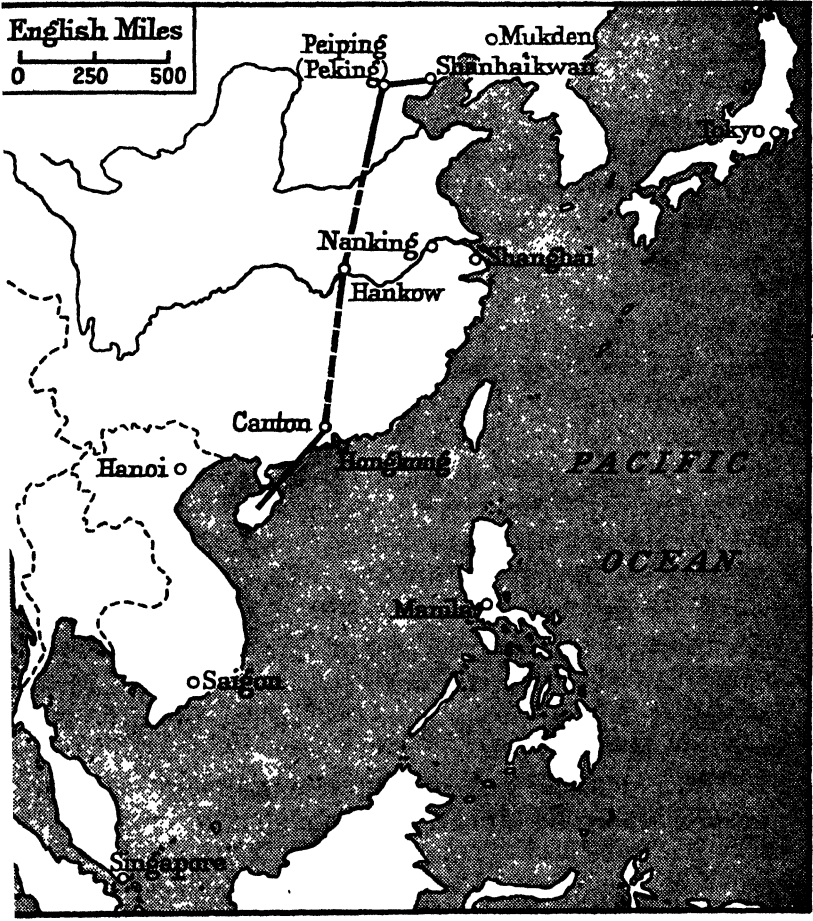 English Miles
0 250 500
Peiping
(Peking)
Mukden
Shanhaikwan
Tokyo
Nanking
Shanghai
Hankow
Canton
Hongkong
Hanoi
PACIFIC
OCEAN
Manila
Saigon
Singapore